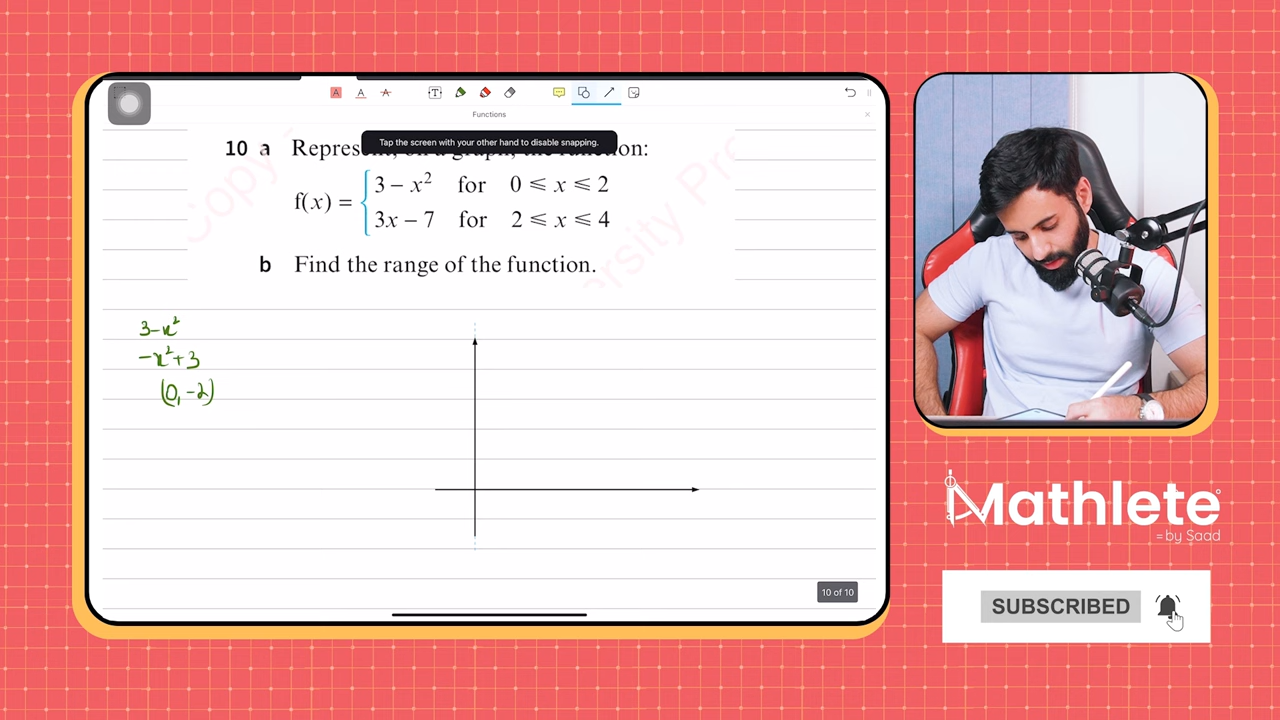 Functions
Tap the screen with your other hand to disable snapping.
10 a Represent, on a graph, the function:
f(x) = { 3 − x² for 0 ⩽ x ⩽ 2
3x − 7 for 2 ⩽ x ⩽ 4
b Find the range of the function.
3-x²
-x²+3
(0,-2)
10 of 10
Mathlete
= by Saad
SUBSCRIBED